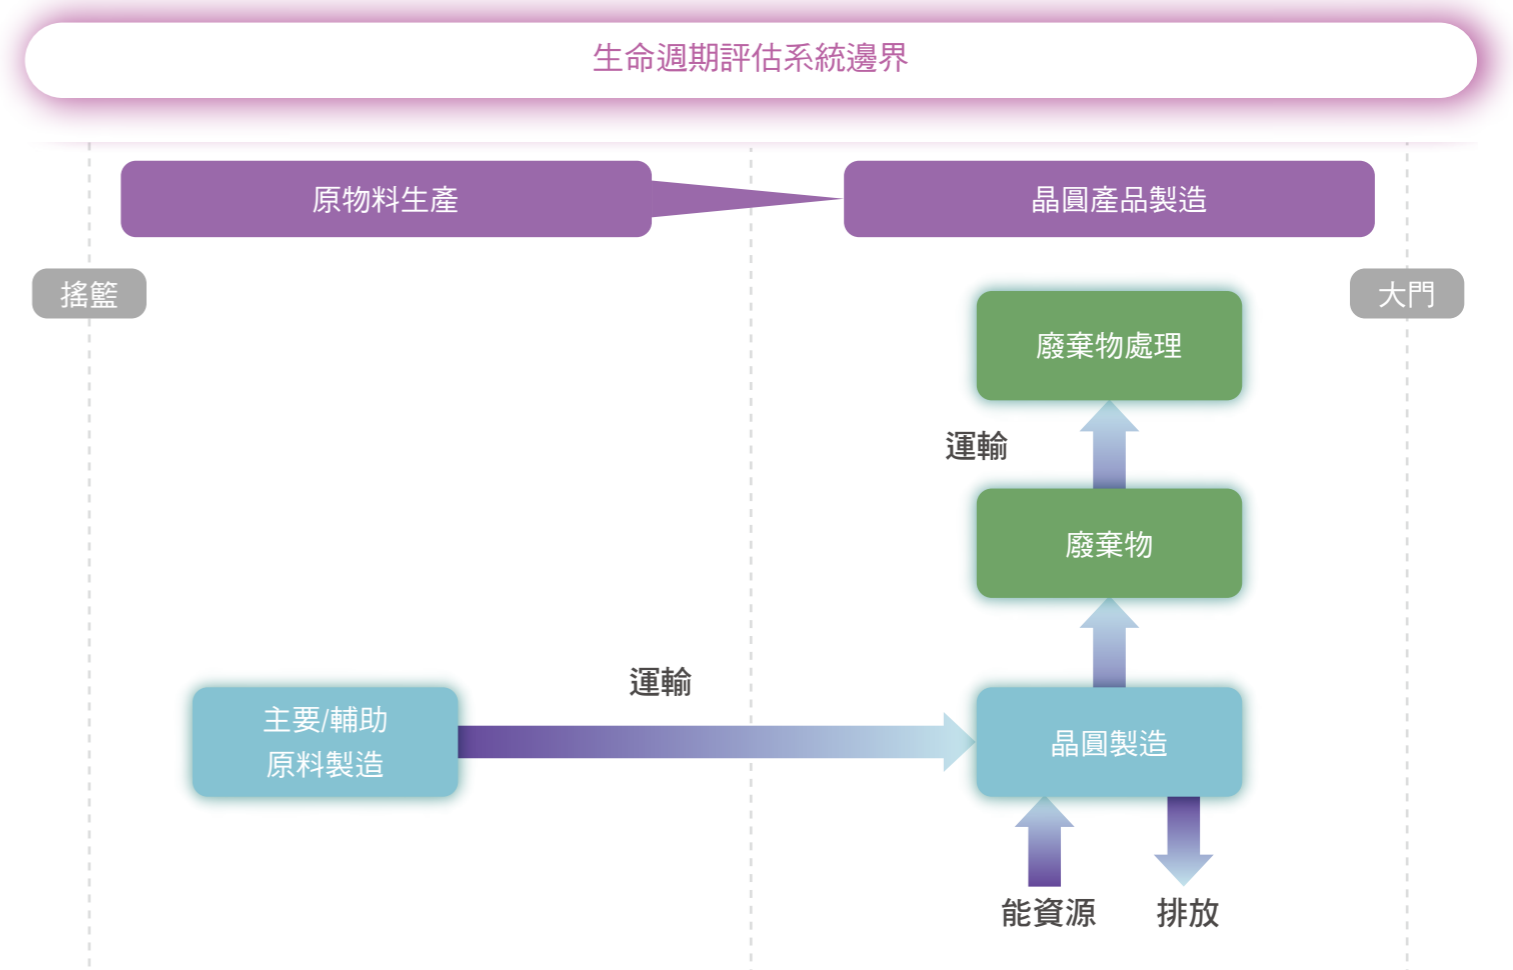 生命週期評估系統邊界
原物料生產
晶圓產品製造
搖籃
大門
廢棄物處理
運輸
廢棄物
運輸
主要/輔助
原料製造
晶圓製造
能資源
排放